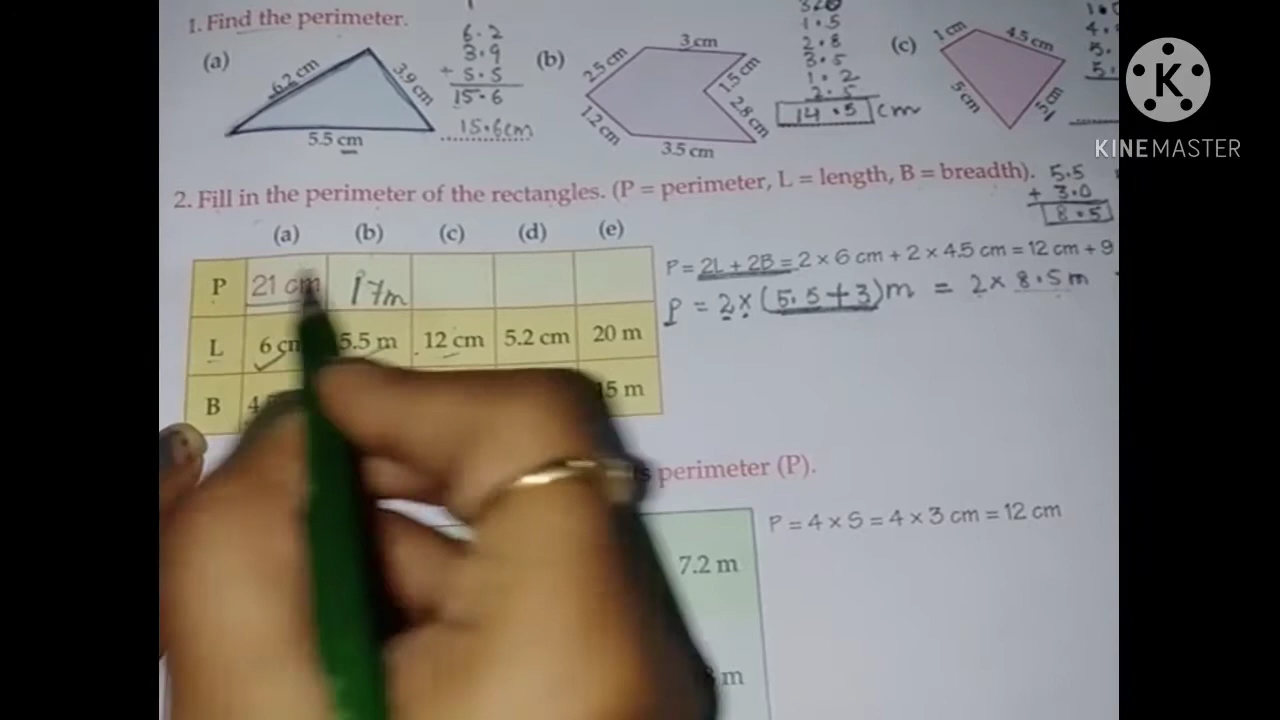 1. Find the perimeter.
(a)
6.2 cm
3.9 cm
5.5 cm
6.2
3.9
+ 5.5
15.6
15.6cm
(b)
2.5 cm
3 cm
1.5 cm
2.8 cm
3.5 cm
1.2 cm
1.5
2.8
3.5
1.2
2.5
14.5 cm
(c)
1 cm
4.5 cm
5 cm
5 cm
K
KINEMASTER
2. Fill in the perimeter of the rectangles. (P = perimeter, L = length, B = breadth).
5.5
+ 3.0
8.5
(a) (b) (c) (d) (e)
P 21 cm 17m
L 6 cm 5.5 m 12 cm 5.2 cm 20 m
B 4 15 m
P = 2L + 2B = 2 × 6 cm + 2 × 4.5 cm = 12 cm + 9
P = 2 × (5.5+3)m = 2 × 8.5m
perimeter (P).
P = 4 × S = 4 × 3 cm = 12 cm
7.2 m
m